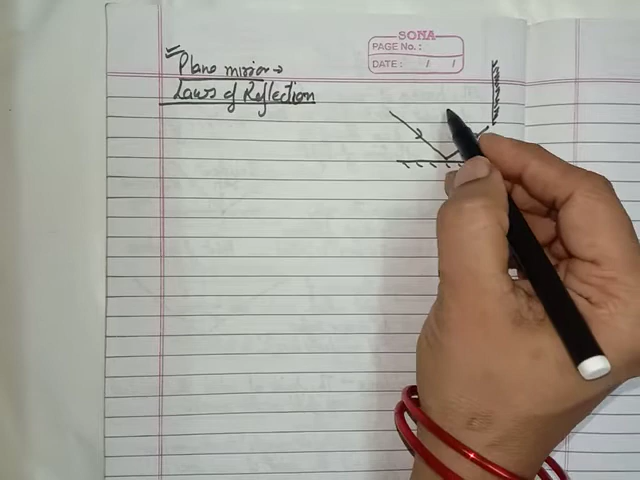 SONA
PAGE No.:
DATE: / /
Plane mirror→
Laws of Reflection